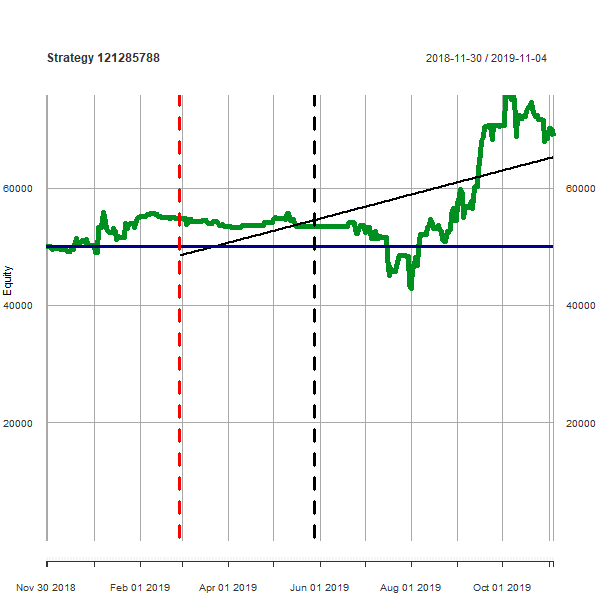 Strategy 121285788
2018-11-30 / 2019-11-04
60000
60000
Equity
40000
40000
20000
20000
Nov 30 2018
Feb 01 2019
Apr 01 2019
Jun 01 2019
Aug 01 2019
Oct 01 2019